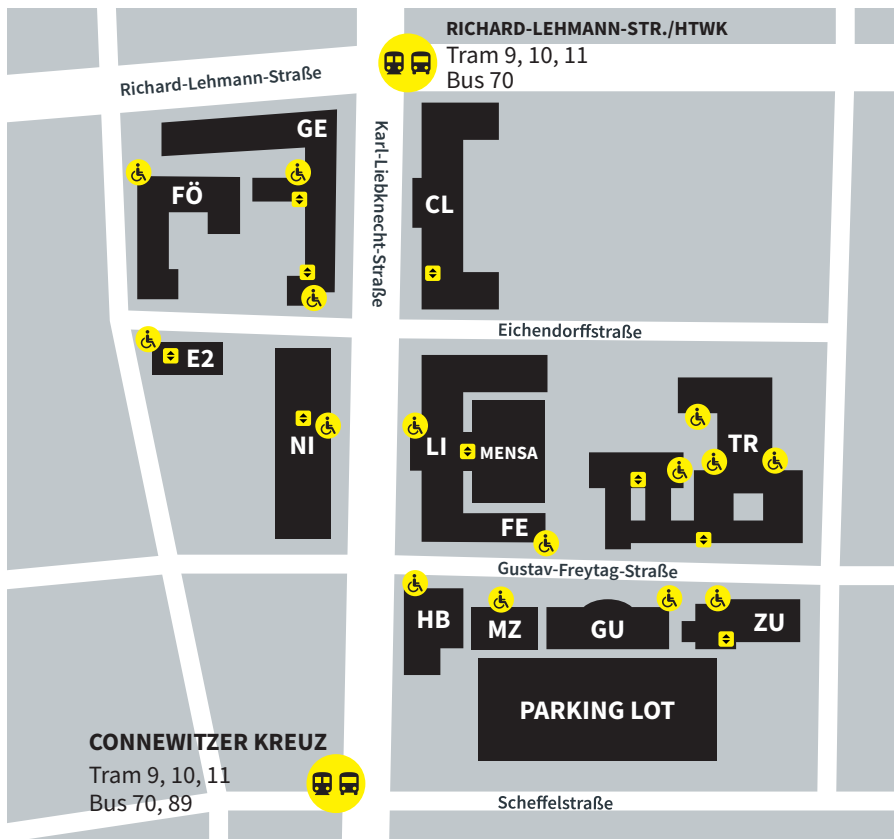 RICHARD-LEHMANN-STR./HTWK
Tram 9, 10, 11
Bus 70
Richard-Lehmann-Straße
Karl-Liebknecht-Straße
GE
FÖ
CL
Eichendorffstraße
E2
NI
LI
MENSA
TR
FE
Gustav-Freytag-Straße
HB
MZ
GU
ZU
PARKING LOT
CONNEWITZER KREUZ
Tram 9, 10, 11
Bus 70, 89
Scheffelstraße